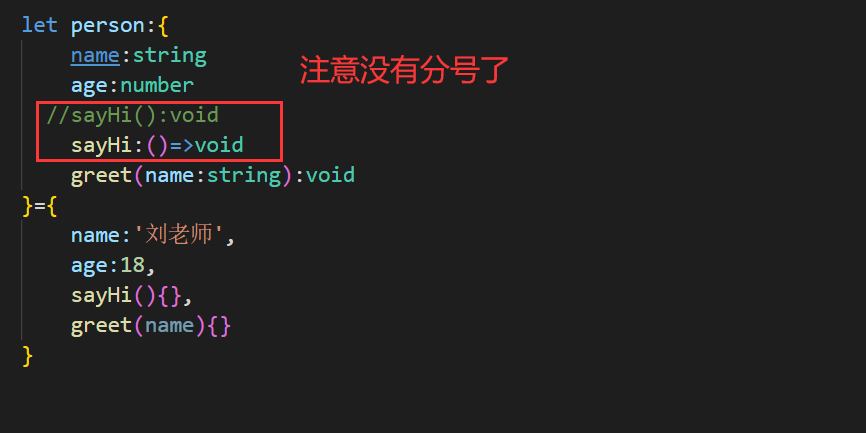 let person:{
name:string
注意没有分号了
age:number
//sayHi():void
sayHi:()=>void
greet(name:string):void
}={
name:'刘老师',
age:18,
sayHi(){},
greet(name){}
}